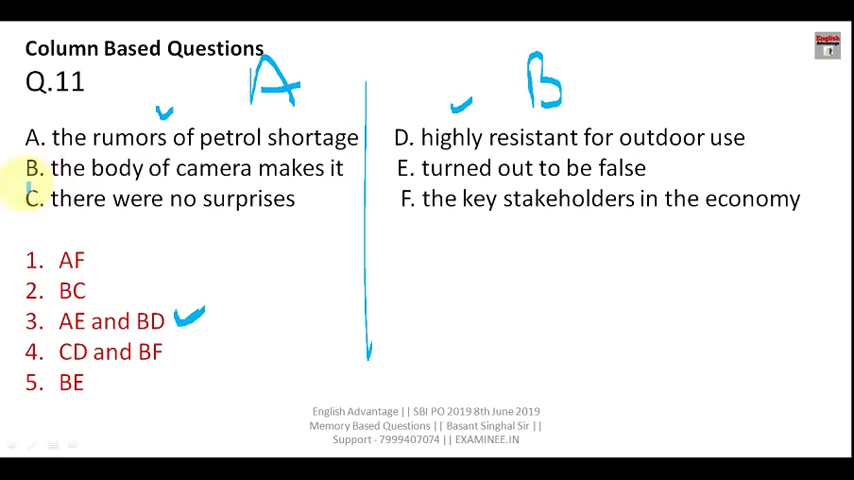 Column Based Questions
Q.11
A B
English
Advantage
A. the rumors of petrol shortage D. highly resistant for outdoor use
B. the body of camera makes it E. turned out to be false
C. there were no surprises F. the key stakeholders in the economy
1. AF
2. BC
3. AE and BD
4. CD and BF
5. BE
English Advantage || SBI PO 2019 8th June 2019
Memory Based Questions || Basant Singhal Sir ||
Support - 7999407074 || EXAMINEE.IN